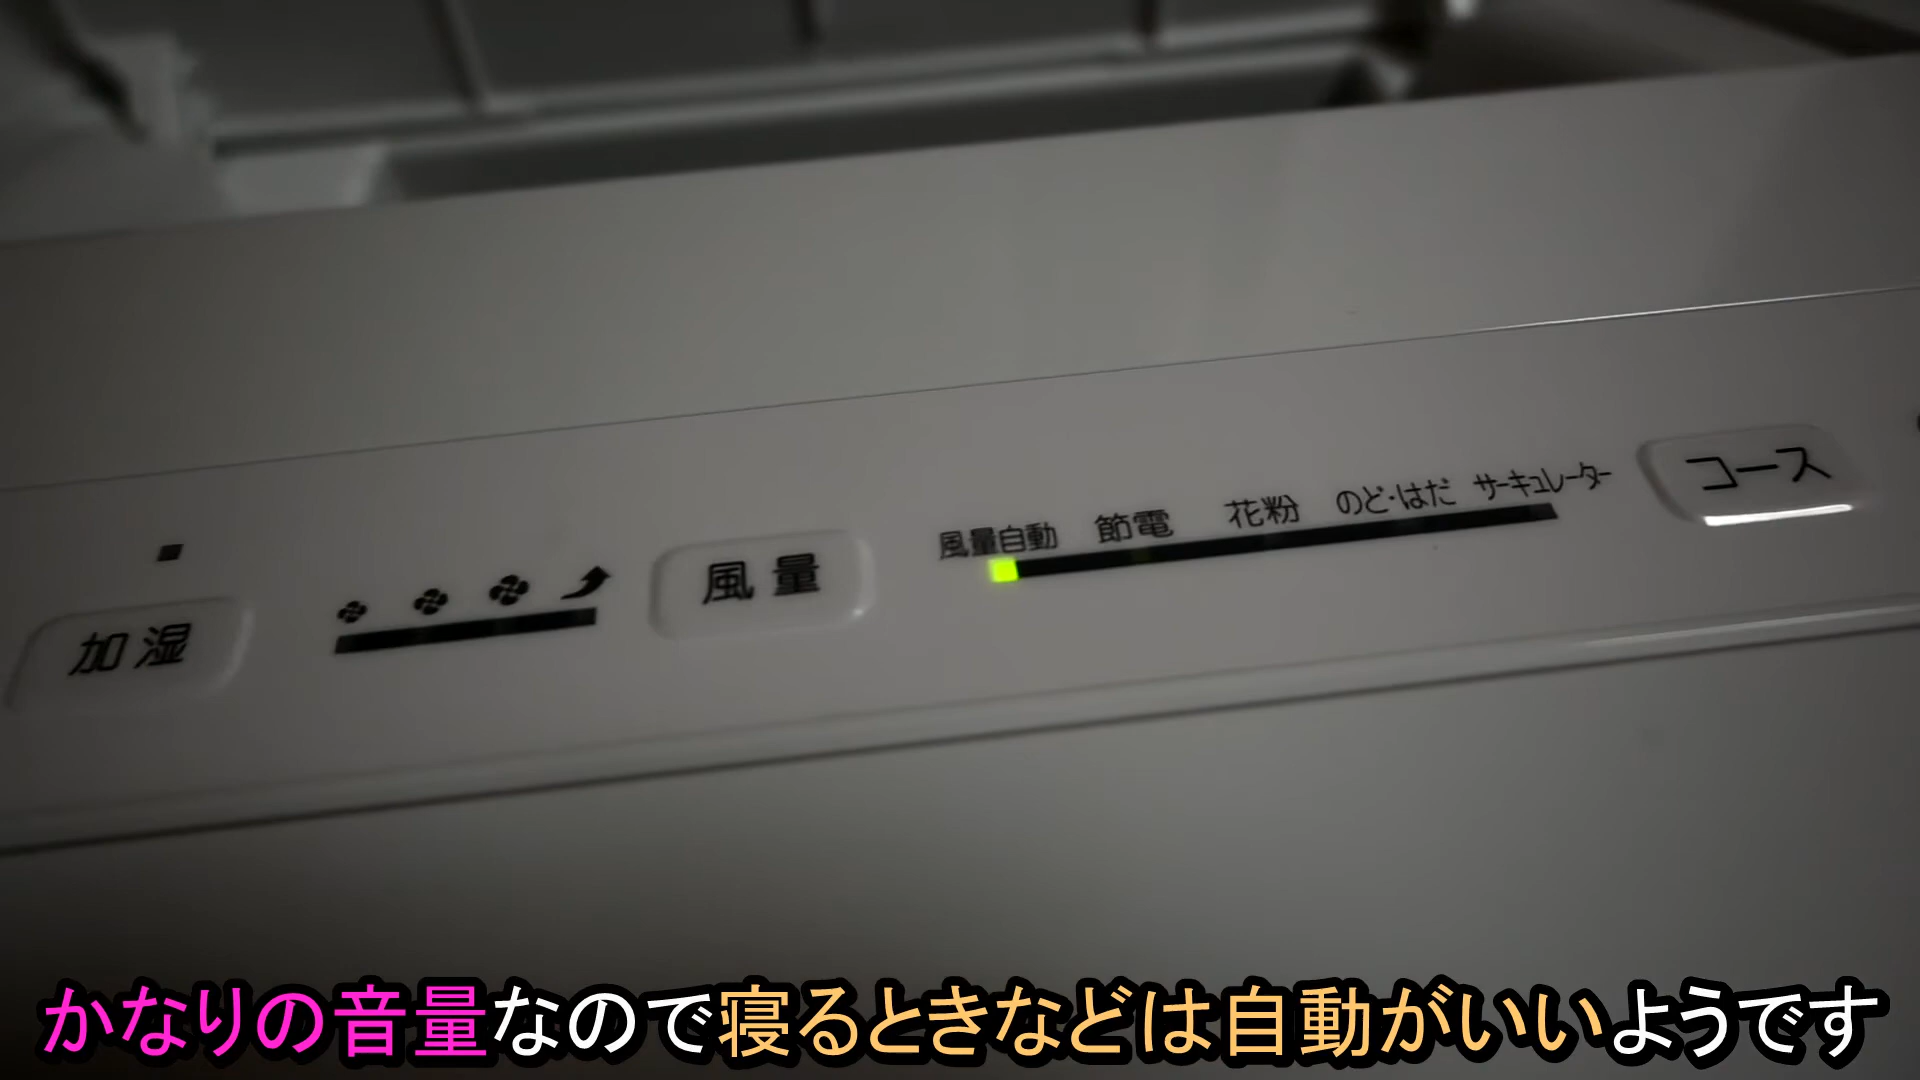 加湿
風量
風量自動 節電 花粉 のど・はだ サーキュレーター
コース
かなりの音量なので寝るときなどは自動がいいようです